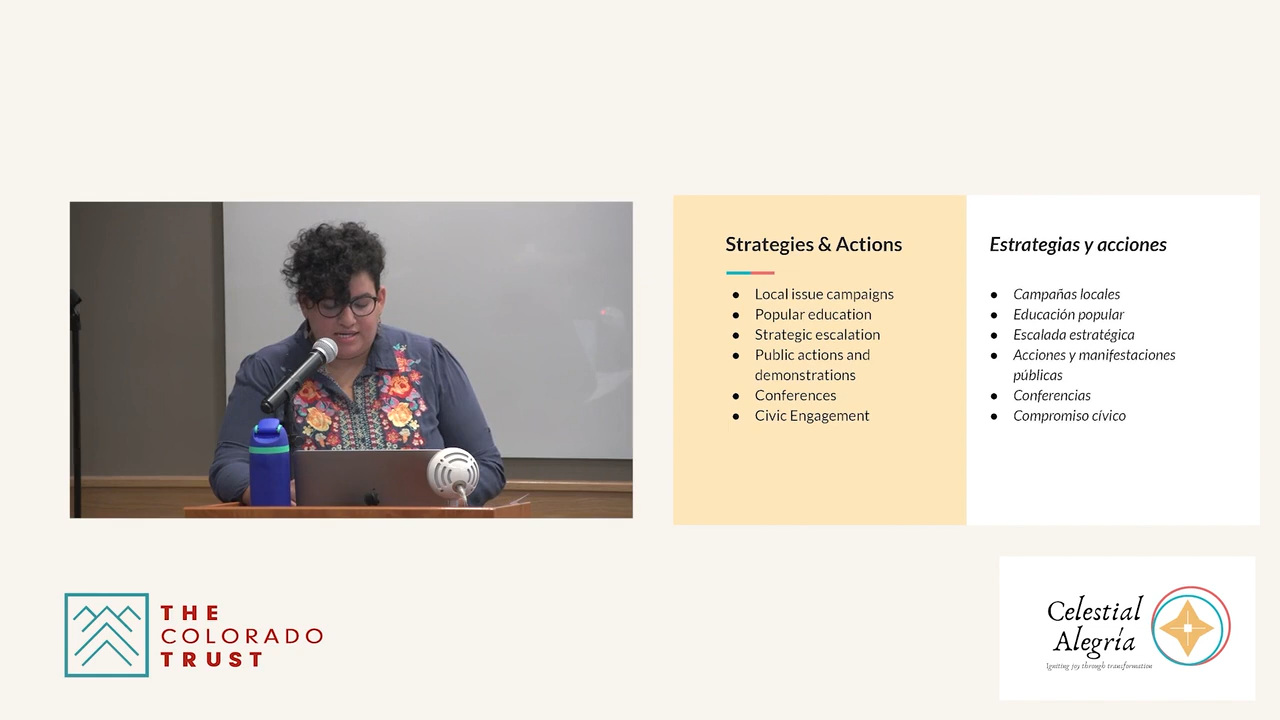 Strategies & Actions
● Local issue campaigns
● Popular education
● Strategic escalation
● Public actions and
demonstrations
● Conferences
● Civic Engagement
Estrategias y acciones
● Campañas locales
● Educación popular
● Escalada estratégica
● Acciones y manifestaciones
públicas
● Conferencias
● Compromiso cívico
THE
COLORADO
TRUST
Celestial
Alegría
Igniting joy through transformation